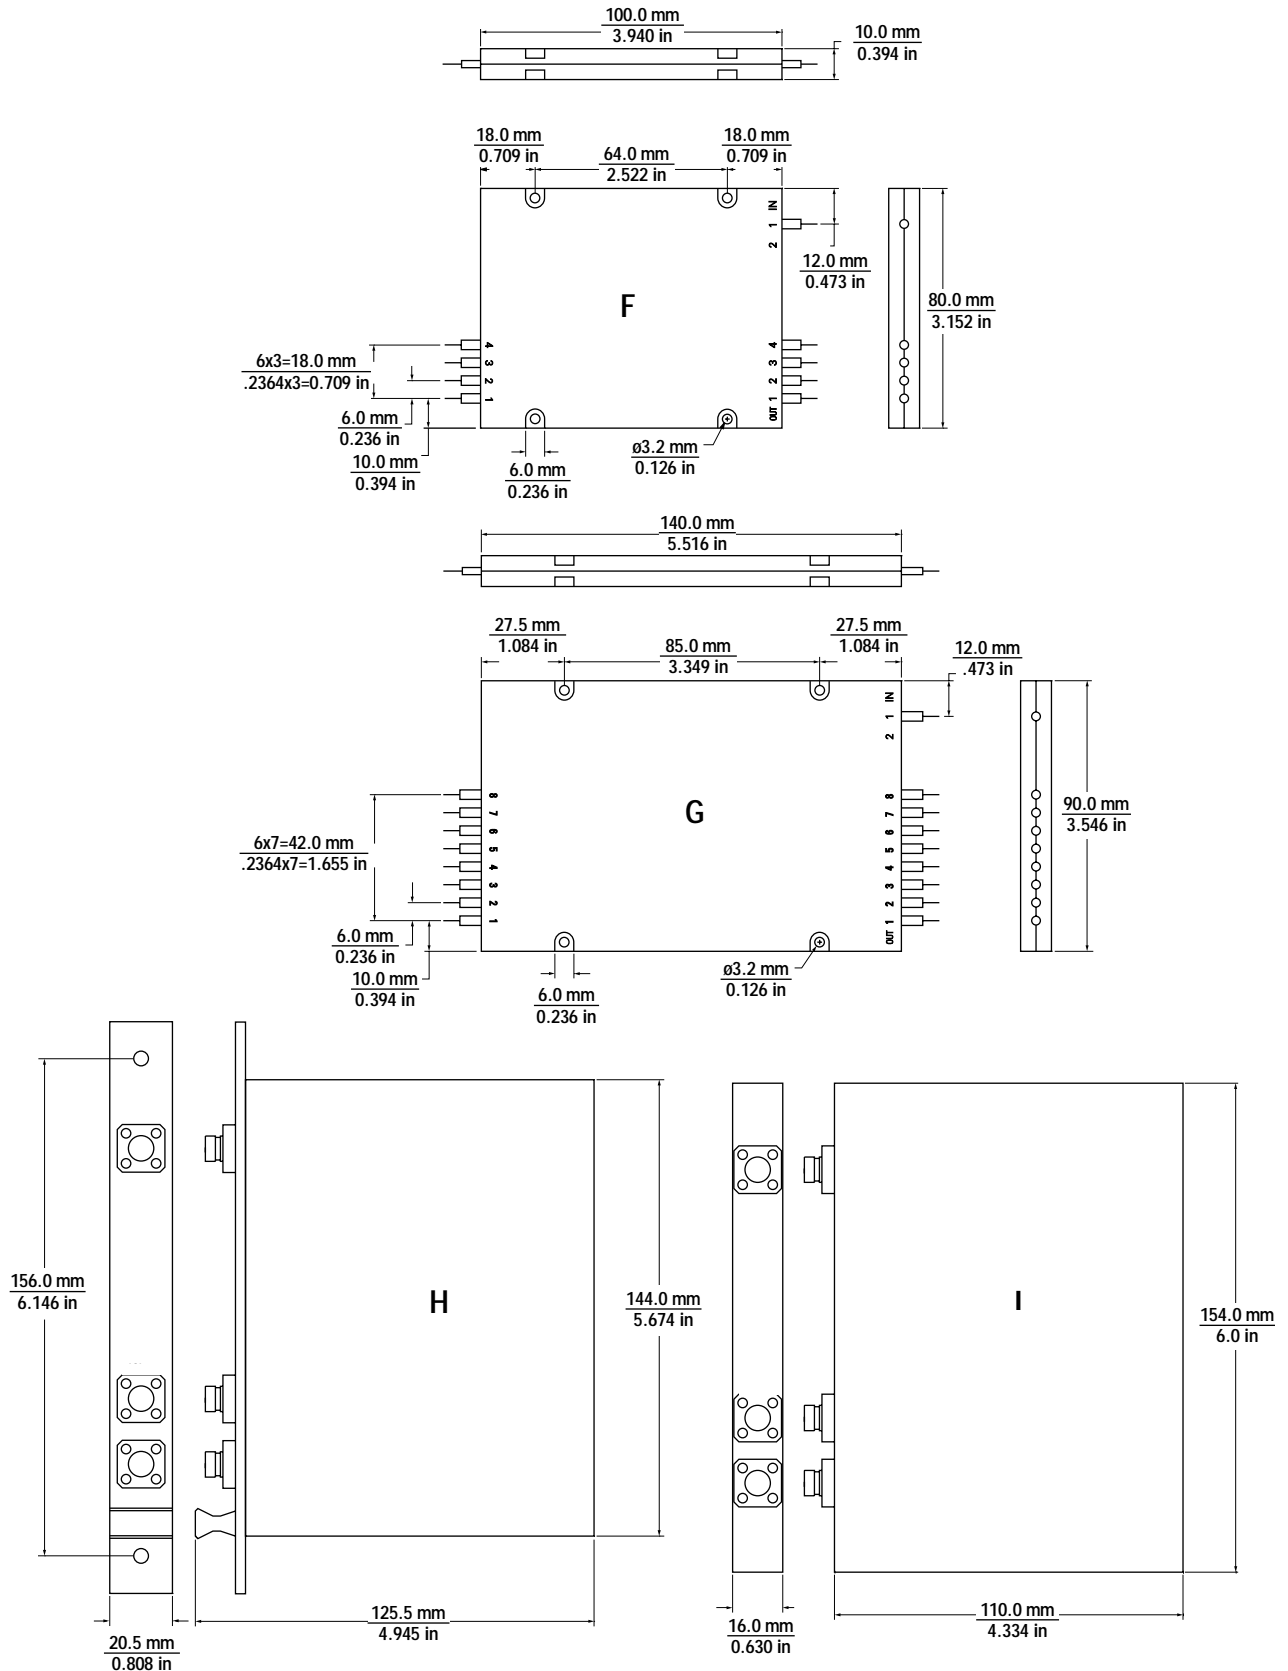 100.0 mm
3.940 in
10.0 mm
0.394 in
18.0 mm
0.709 in
64.0 mm
2.522 in
18.0 mm
0.709 in
IN
1
2
12.0 mm
0.473 in
F
80.0 mm
3.152 in
6x3=18.0 mm
.2364x3=0.709 in
4
3
2
1
4
3
2
OUT 1
6.0 mm
0.236 in
10.0 mm
0.394 in
6.0 mm
0.236 in
ø3.2 mm
0.126 in
140.0 mm
5.516 in
27.5 mm
1.084 in
85.0 mm
3.349 in
27.5 mm
1.084 in
12.0 mm
.473 in
IN
1
2
G
90.0 mm
3.546 in
6x7=42.0 mm
.2364x7=1.655 in
8
7
6
5
4
3
2
1
8
7
6
5
4
3
2
OUT 1
6.0 mm
0.236 in
10.0 mm
0.394 in
6.0 mm
0.236 in
ø3.2 mm
0.126 in
156.0 mm
6.146 in
H
144.0 mm
5.674 in
I
154.0 mm
6.0 in
125.5 mm
4.945 in
20.5 mm
0.808 in
16.0 mm
0.630 in
110.0 mm
4.334 in